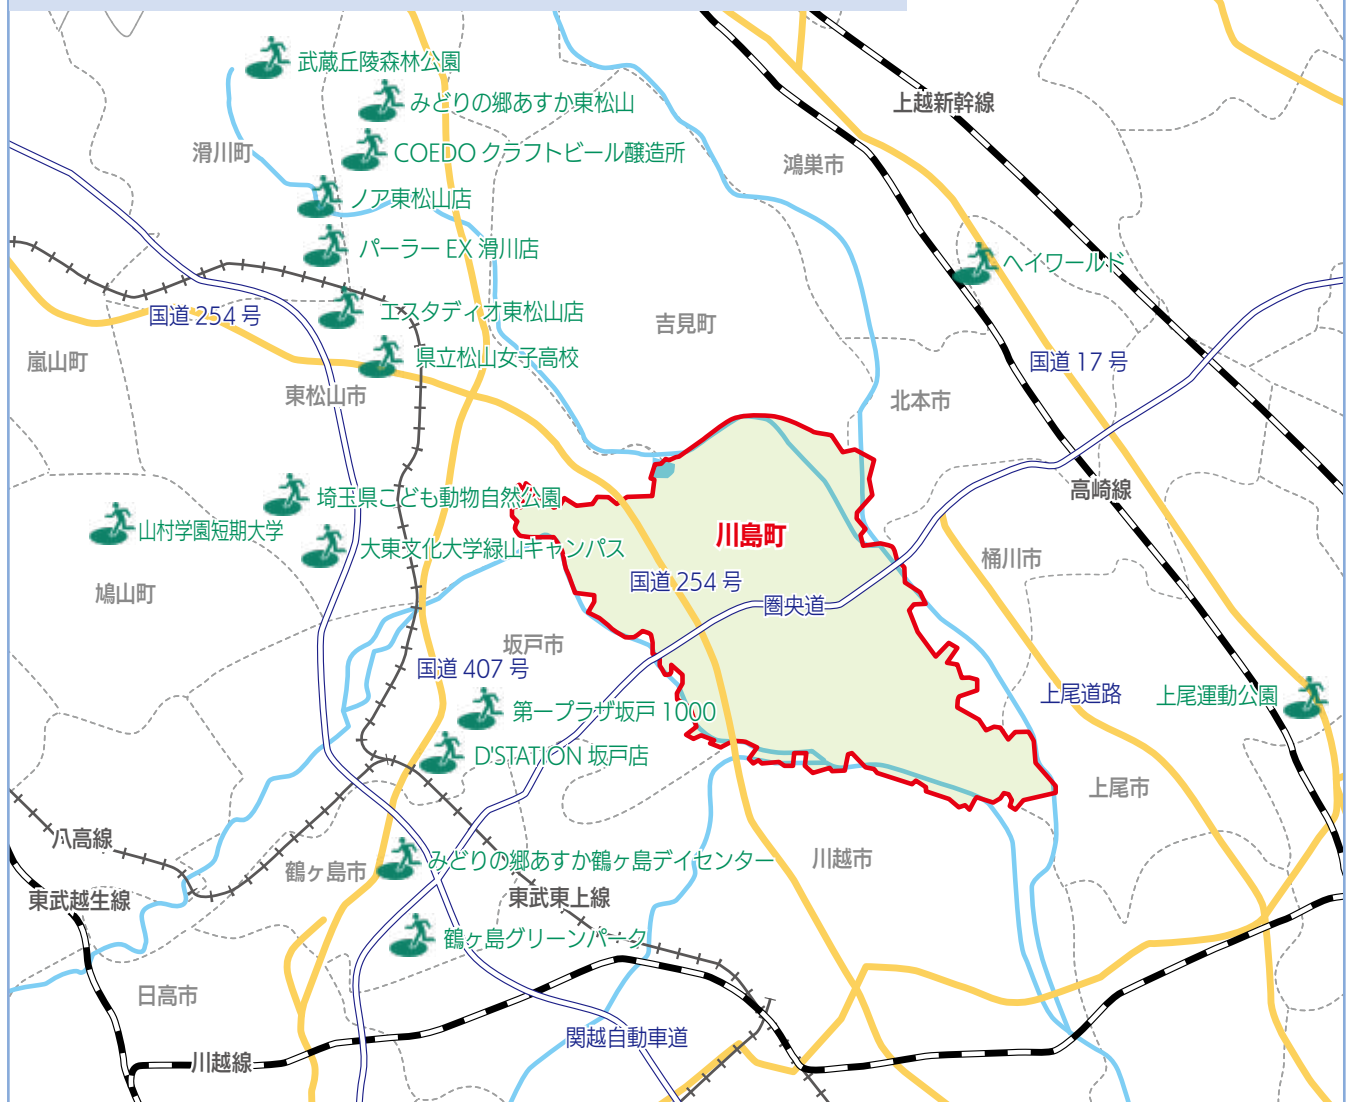 武蔵丘陵森林公園
みどりの郷あすか東松山
上越新幹線
滑川町
COEDO クラフトビール醸造所
鴻巣市
ノア東松山店
パーラー EX 滑川店
ヘイワールド
国道 254 号
エスタディオ東松山店
吉見町
嵐山町
県立松山女子高校
国道 17 号
東松山市
北本市
高崎線
埼玉県こども動物自然公園
山村学園短期大学
大東文化大学緑山キャンパス
川島町
桶川市
国道 254 号
鳩山町
圏央道
坂戸市
国道 407 号
上尾道路
上尾運動公園
第一プラザ坂戸 1000
D'STATION 坂戸店
上尾市
八高線
鶴ヶ島市
みどりの郷あすか鶴ヶ島デイセンター
川越市
東武越生線
東武東上線
鶴ヶ島グリーンパーク
日高市
関越自動車道
川越線